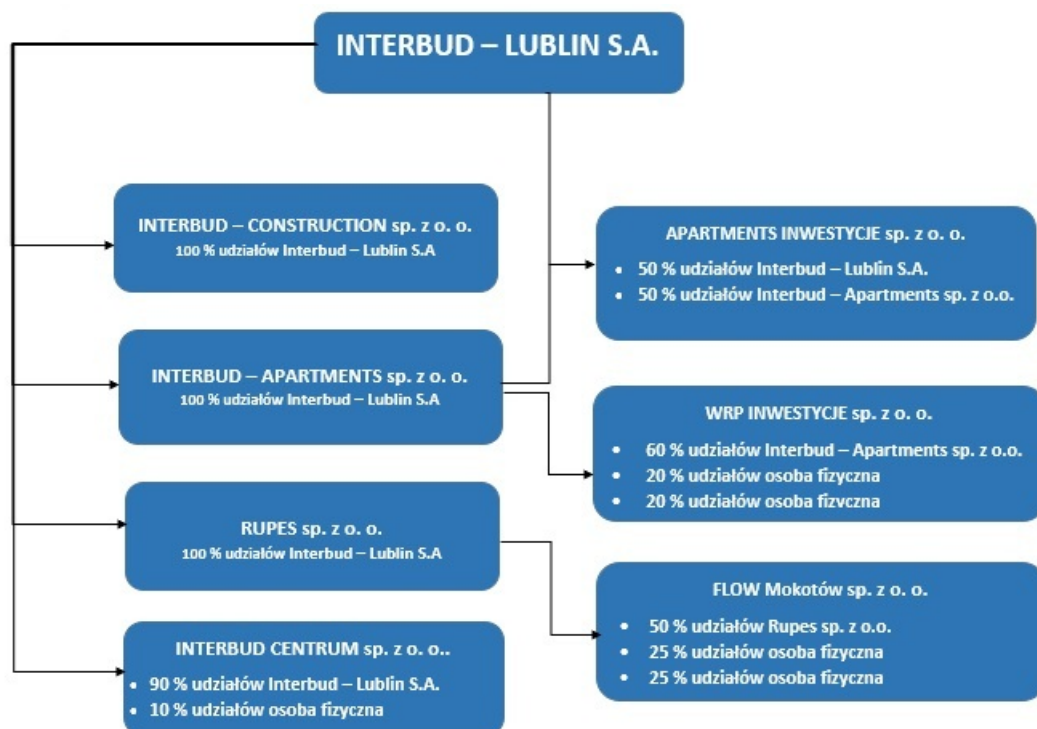 INTERBUD – LUBLIN S.A.
INTERBUD – CONSTRUCTION sp. z o. o.
100 % udziałów Interbud – Lublin S.A
INTERBUD – APARTMENTS sp. z o. o.
100 % udziałów Interbud – Lublin S.A
RUPES sp. z o. o.
100 % udziałów Interbud – Lublin S.A
INTERBUD CENTRUM sp. z o. o..
• 90 % udziałów Interbud – Lublin S.A.
• 10 % udziałów osoba fizyczna
APARTMENTS INWESTYCJE sp. z o. o.
• 50 % udziałów Interbud – Lublin S.A.
• 50 % udziałów Interbud – Apartments sp. z o.o.
WRP INWESTYCJE sp. z o. o.
• 60 % udziałów Interbud – Apartments sp. z o.o.
• 20 % udziałów osoba fizyczna
• 20 % udziałów osoba fizyczna
FLOW Mokotów sp. z o. o.
• 50 % udziałów Rupes sp. z o.o.
• 25 % udziałów osoba fizyczna
• 25 % udziałów osoba fizyczna